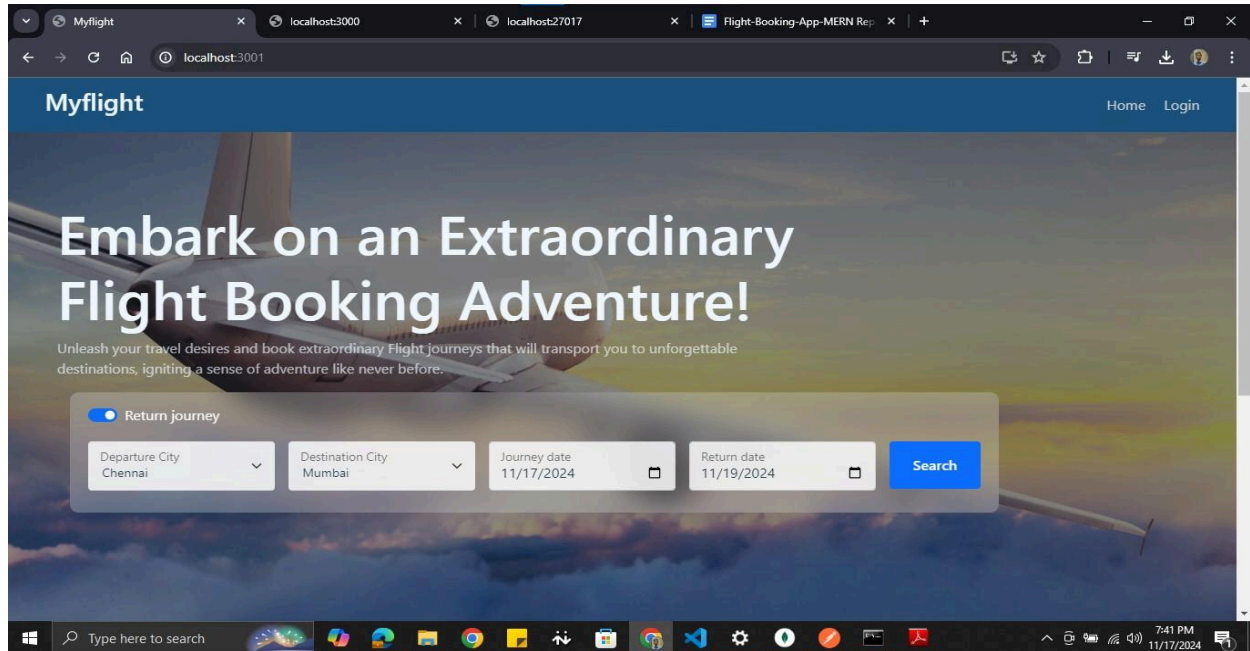 Myflight
localhost:3000
localhost:27017
Flight-Booking-App-MERN Rep
localhost:3001
Myflight
Home Login
Embark on an Extraordinary
Flight Booking Adventure!
Unleash your travel desires and book extraordinary Flight journeys that will transport you to unforgettable
destinations, igniting a sense of adventure like never before.
Return journey
Departure City
Chennai
Destination City
Mumbai
Journey date
11/17/2024
Return date
11/19/2024
Search
Type here to search
7:41 PM
11/17/2024